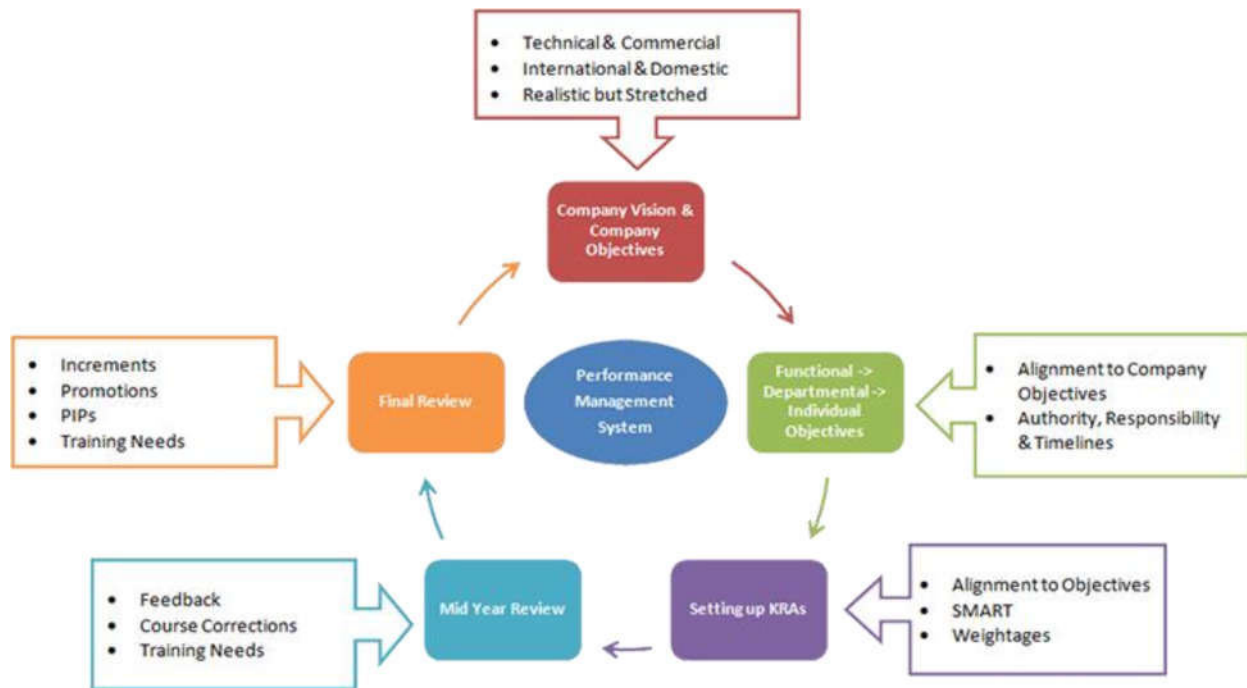 • Technical & Commercial
• International & Domestic
• Realistic but Stretched
Company Vision &
Company
Objectives
• Increments
• Promotions
• PIPs
• Training Needs
Final Review
Performance
Management
System
Functional ->
Departmental ->
Individual
Objectives
• Alignment to Company
Objectives
• Authority, Responsibility
& Timelines
• Feedback
• Course Corrections
• Training Needs
Mid Year Review
Setting up KRAs
• Alignment to Objectives
• SMART
• Weightages